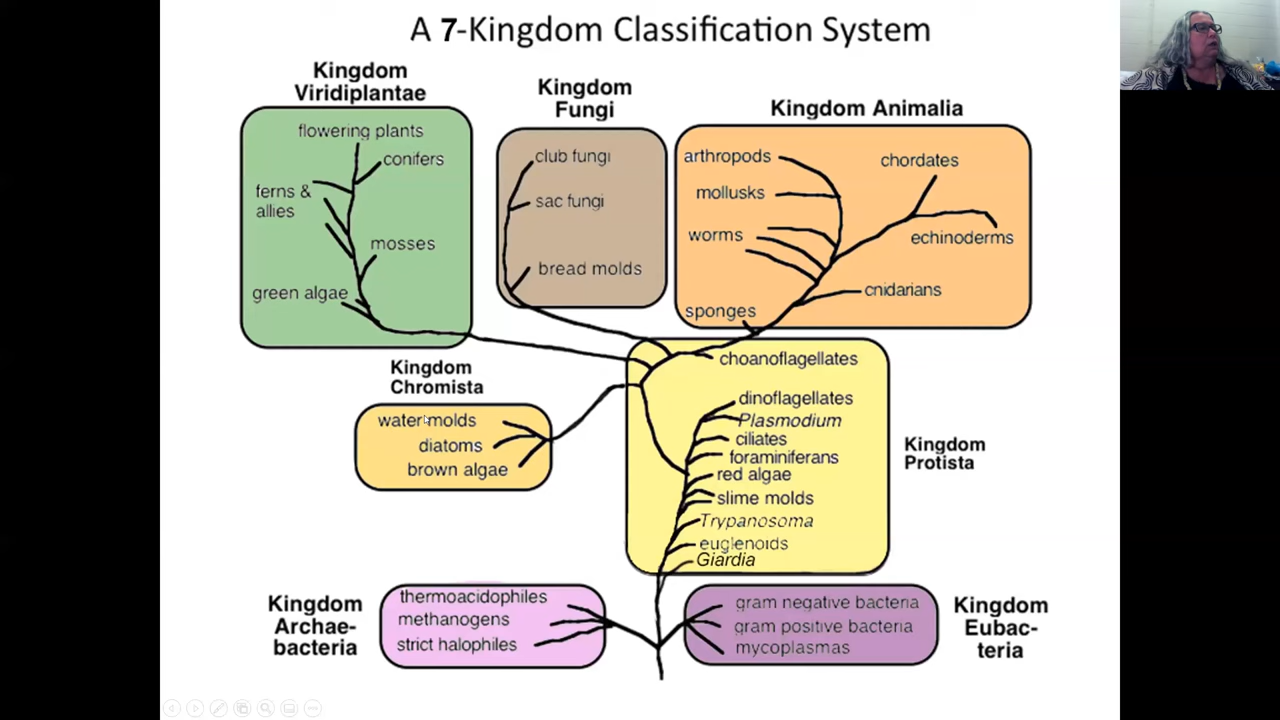 A 7-Kingdom Classification System
Kingdom
Viridiplantae
flowering plants
conifers
ferns &
allies
mosses
green algae
Kingdom
Fungi
club fungi
sac fungi
bread molds
Kingdom Animalia
arthropods
chordates
mollusks
worms
echinoderms
cnidarians
sponges
Kingdom
Chromista
water molds
diatoms
brown algae
choanoflagellates
dinoflagellates
Plasmodium
ciliates
foraminiferans
red algae
slime molds
Trypanosoma
euglenoids
Giardia
Kingdom
Protista
Kingdom
Archae-
bacteria
thermoacidophiles
methanogens
strict halophiles
gram negative bacteria
gram positive bacteria
mycoplasmas
Kingdom
Eubac-
teria